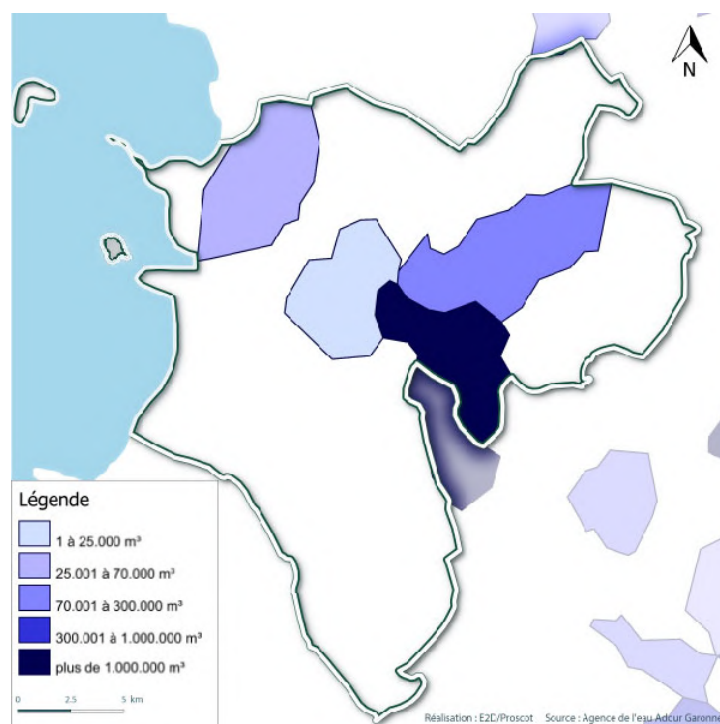 N
Légende
1 à 25.000 m³
25.001 à 70.000 m³
70.001 à 300.000 m³
300.001 à 1.000.000 m³
plus de 1.000.000 m³
0 2.5 5 km
Réalisation : E2D/Proscot Source : Agence de l'eau Adour Garonne